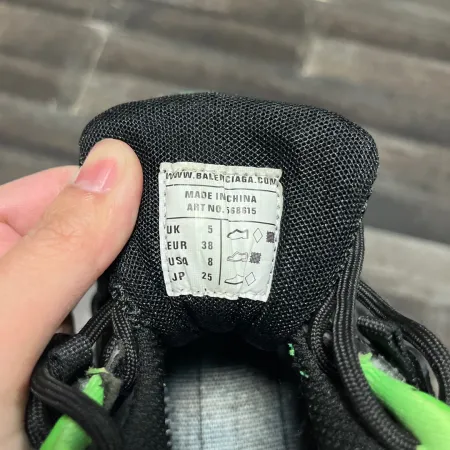 WWW.BALENCIAGA.COM
MADE IN CHINA
ART NO.568615
UK 5
EUR 38
USA 8
JP 25